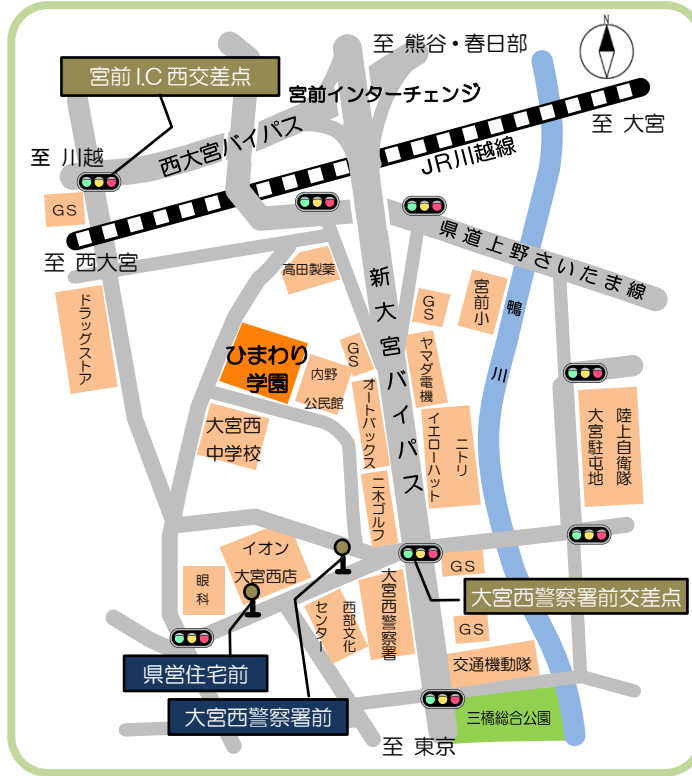 N
至 熊谷・春日部
宮前I.C西交差点
宮前インターチェンジ
至 大宮
西大宮バイパス
JR川越線
至 川越
GS
至 西大宮
県道上野さいたま線
高田製薬
新大宮バイパス
宮前小
鴨川
ドラッグストア
GS
GS
ヤマダ電機
ひまわり
学園
内野
公民館
オートバックス
イエローハット
ニトリ
陸上自衛隊
大宮駐屯地
大宮西
中学校
二木ゴルフ
イオン
大宮西店
眼科
GS
大宮西警察署前交差点
大宮西警察署
西部文化
センター
GS
県営住宅前
交通機動隊
大宮西警察署前
三橋総合公園
至 東京